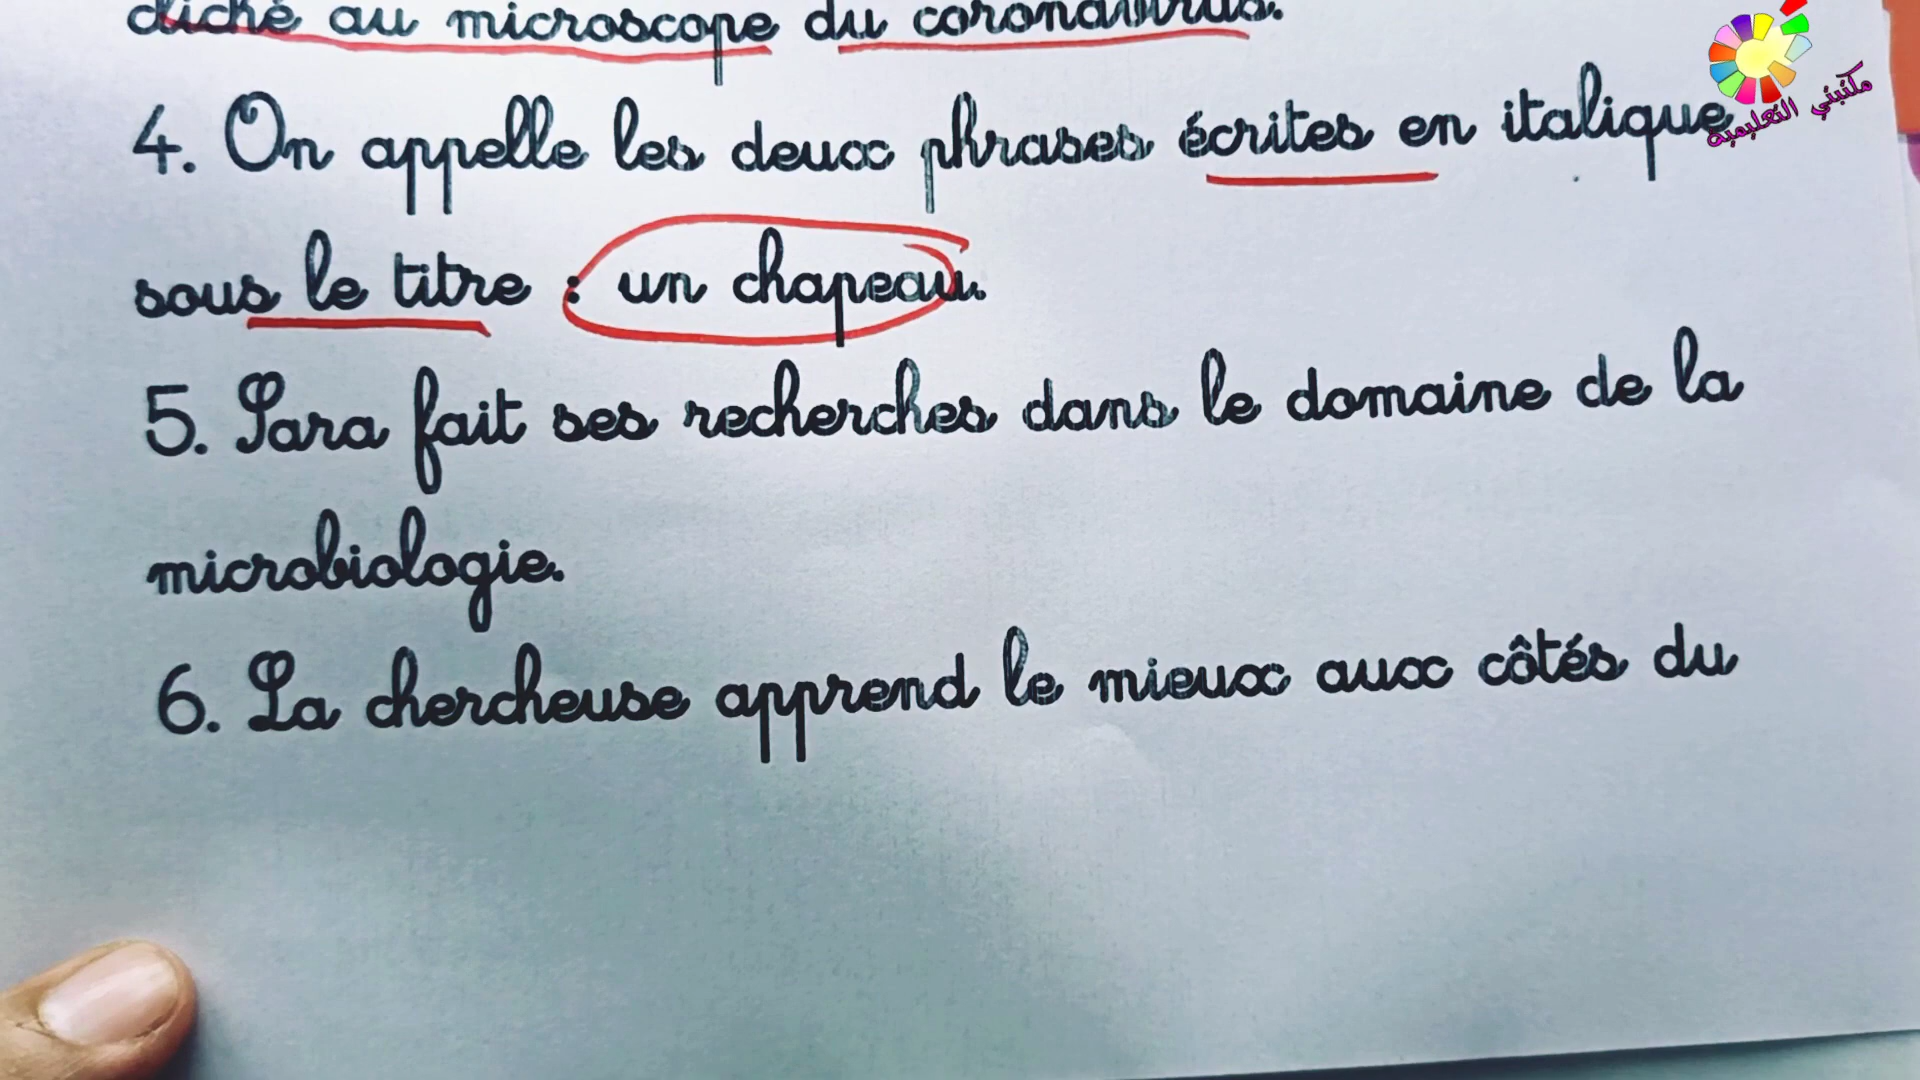 cliché au microscope du coronavirus.
4. On appelle les deux phrases écrites en italique
sous le titre : un chapeau.
5. Sara fait ses recherches dans le domaine de la
microbiologie.
6. La chercheuse apprend le mieux aux côtés du
مكتبتي التعليمية